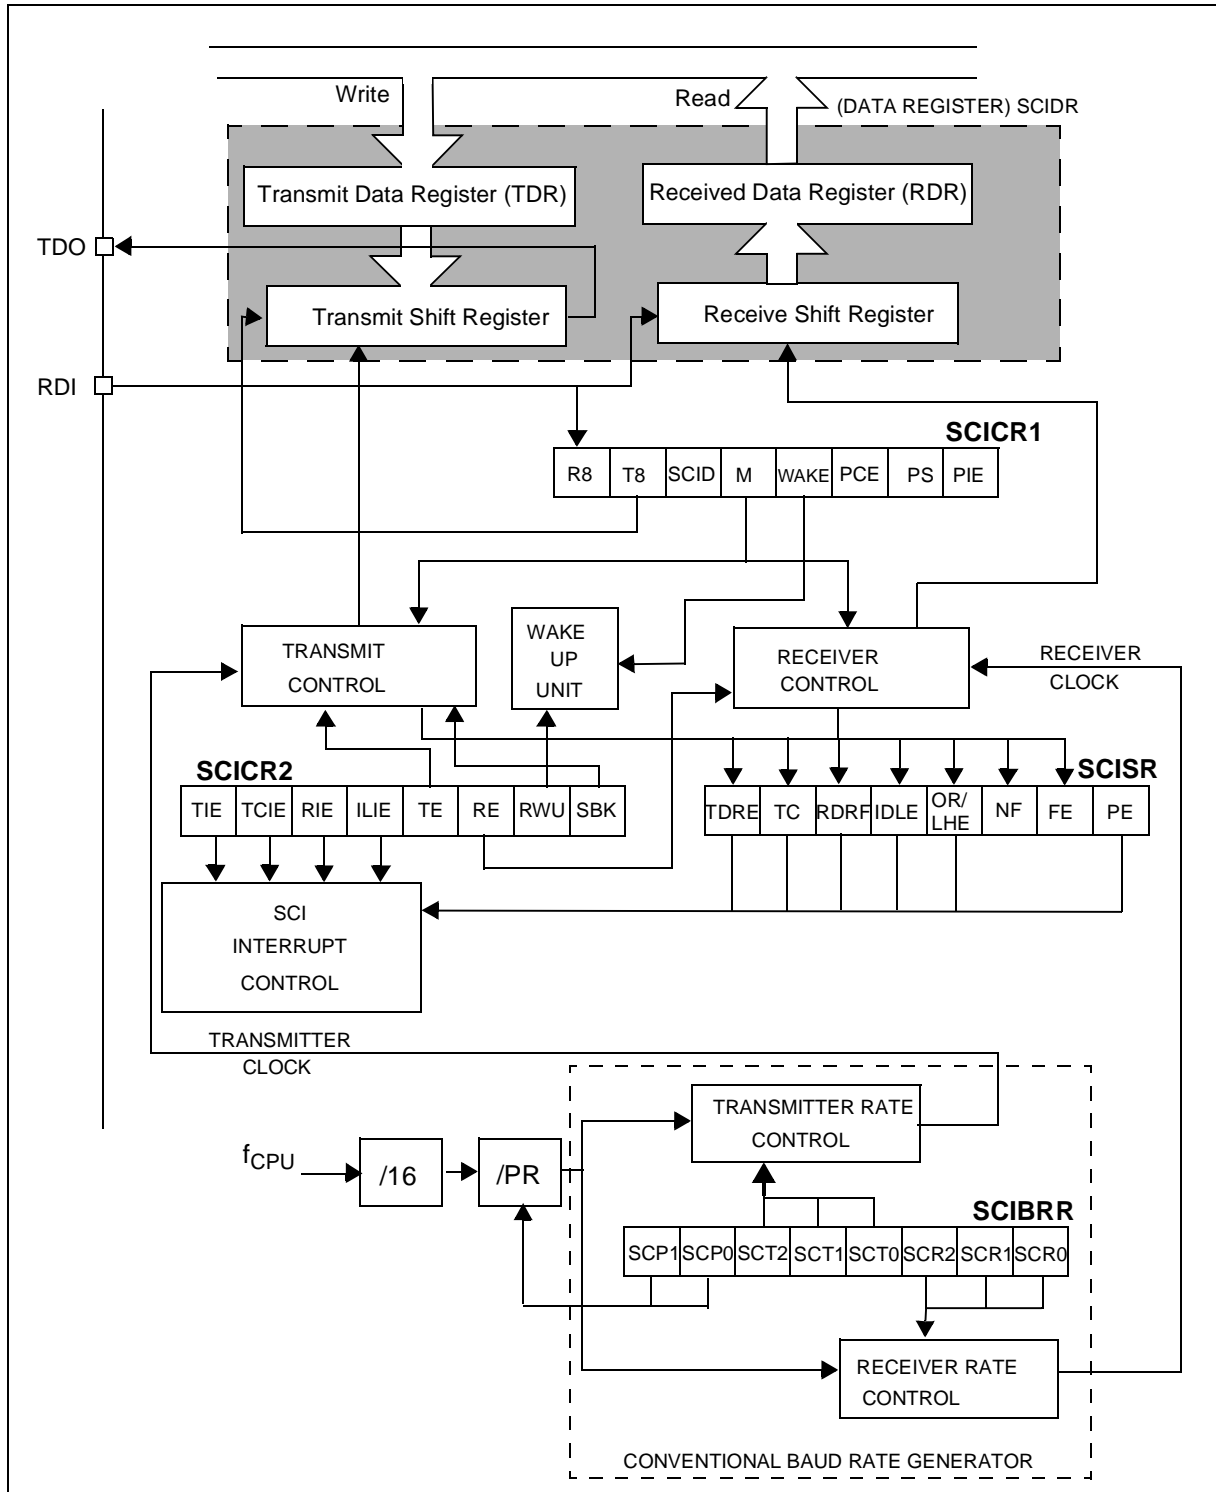 Write
Read
(DATA REGISTER) SCIDR
Transmit Data Register (TDR)
Received Data Register (RDR)
TDO
Transmit Shift Register
Receive Shift Register
RDI
SCICR1
R8 T8 SCID M WAKE PCE PS PIE
TRANSMIT
CONTROL
WAKE
UP
UNIT
RECEIVER
CONTROL
RECEIVER
CLOCK
SCICR2
TIE TCIE RIE ILIE TE RE RWU SBK
SCISR
TDRE TC RDRF IDLE OR/
LHE NF FE PE
SCI
INTERRUPT
CONTROL
TRANSMITTER
CLOCK
TRANSMITTER RATE
CONTROL
fCPU
/16
/PR
SCIBRR
SCP1 SCP0 SCT2 SCT1 SCT0 SCR2 SCR1 SCR0
RECEIVER RATE
CONTROL
CONVENTIONAL BAUD RATE GENERATOR